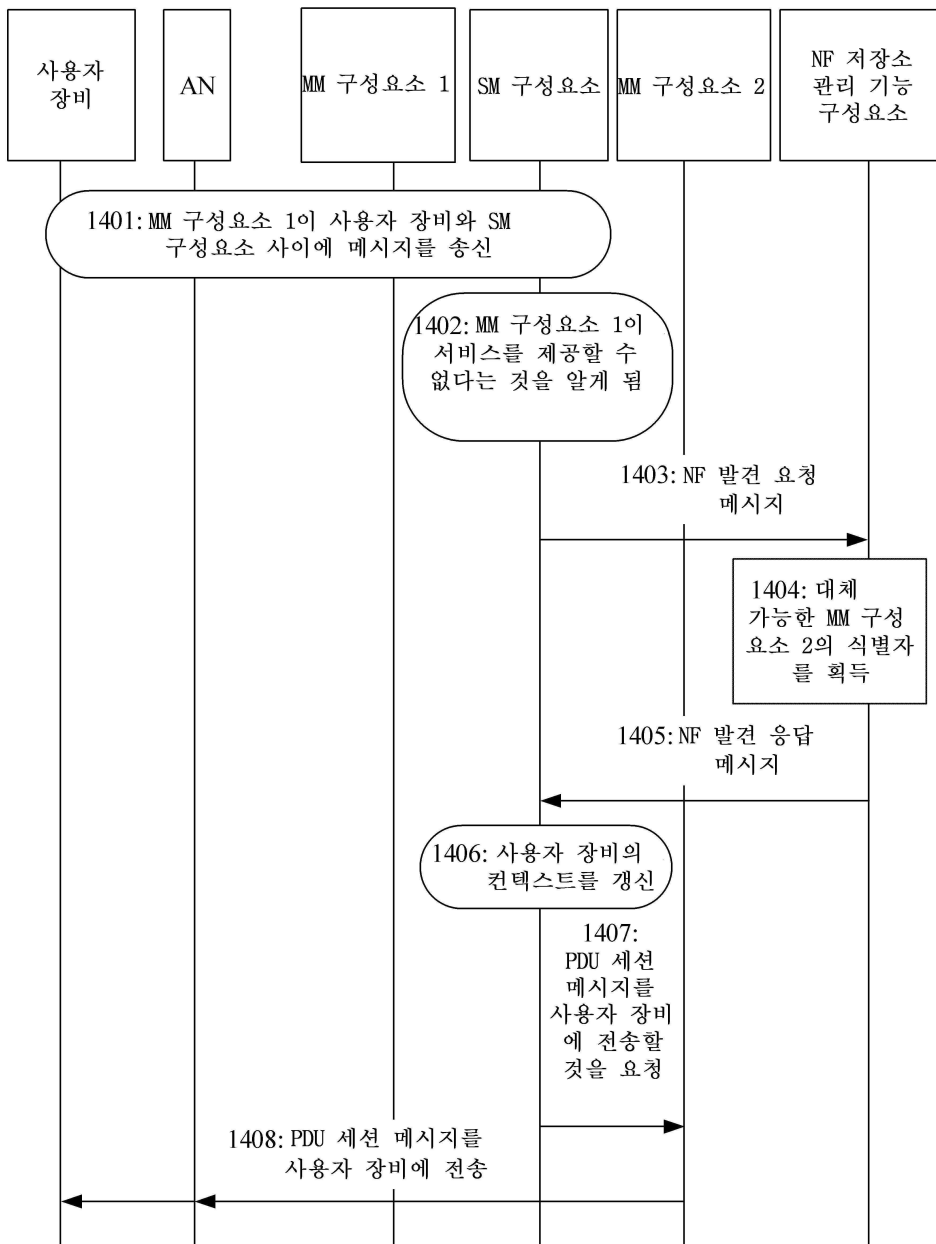 사용자
장비
AN
MM 구성요소 1
SM 구성요소
MM 구성요소 2
NF 저장소
관리 기능
구성요소
1401: MM 구성요소 1이 사용자 장비와 SM
구성요소 사이에 메시지를 송신
1402: MM 구성요소 1이
서비스를 제공할 수
없다는 것을 알게 됨
1403: NF 발견 요청
메시지
1404: 대체
가능한 MM 구성
요소 2의 식별자
를 획득
1405: NF 발견 응답
메시지
1406: 사용자 장비의
컨텍스트를 갱신
1407:
PDU 세션
메시지를
사용자 장비
에 전송할
것을 요청
1408: PDU 세션 메시지를
사용자 장비에 전송